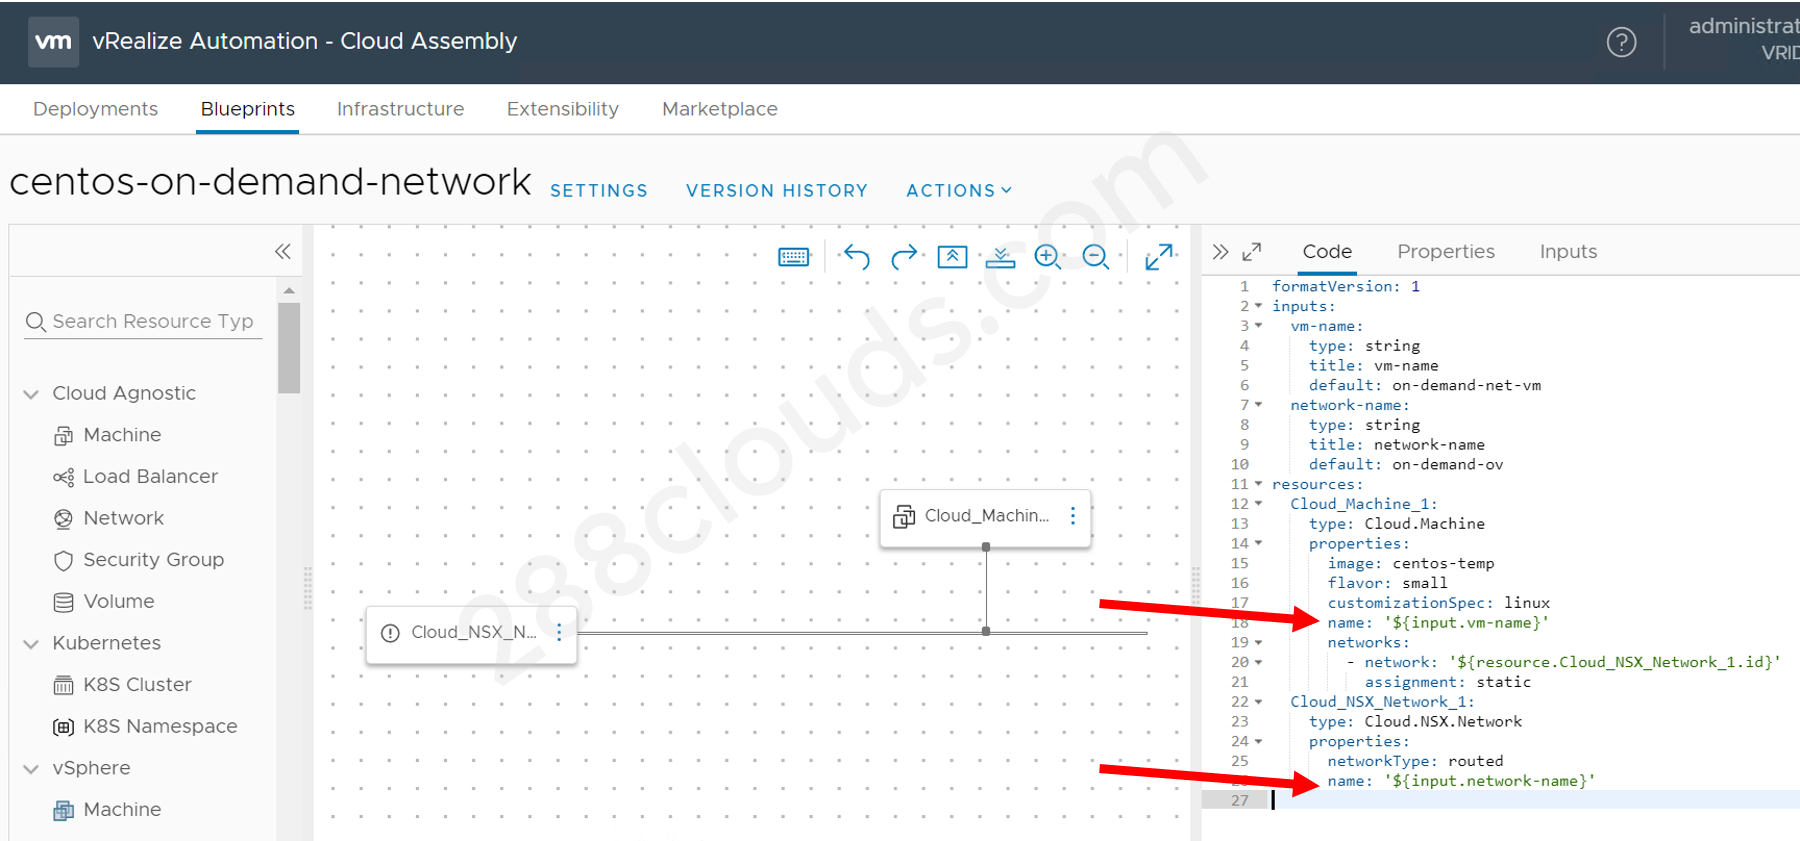 vm vRealize Automation - Cloud Assembly
administrat
VRID
Deployments Blueprints Infrastructure Extensibility Marketplace
centos-on-demand-network SETTINGS VERSION HISTORY ACTIONS
Search Resource Typ
Cloud Agnostic
Machine
Load Balancer
Network
Security Group
Volume
Kubernetes
K8S Cluster
K8S Namespace
vSphere
Machine
Cloud_Machin...
Cloud_NSX_N...
288clouds.com
Code Properties Inputs
1 formatVersion: 1
2 inputs:
3 vm-name:
4 type: string
5 title: vm-name
6 default: on-demand-net-vm
7 network-name:
8 type: string
9 title: network-name
10 default: on-demand-ov
11 resources:
12 Cloud_Machine_1:
13 type: Cloud.Machine
14 properties:
15 image: centos-temp
16 flavor: small
17 customizationSpec: linux
18 name: '${input.vm-name}'
19 networks:
20 - network: '${resource.Cloud_NSX_Network_1.id}'
21 assignment: static
22 Cloud_NSX_Network_1:
23 type: Cloud.NSX.Network
24 properties:
25 networkType: routed
name: '${input.network-name}'
27